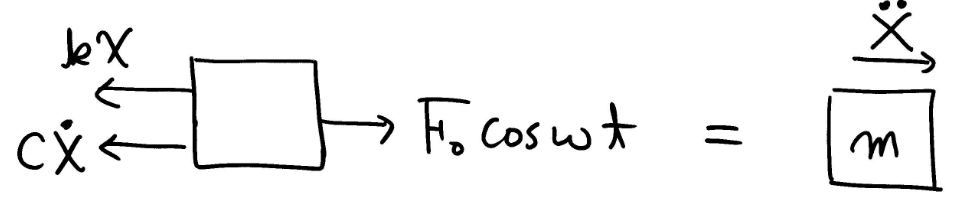 kX
CẊ
F₀ cos ωt =
Ẍ
m